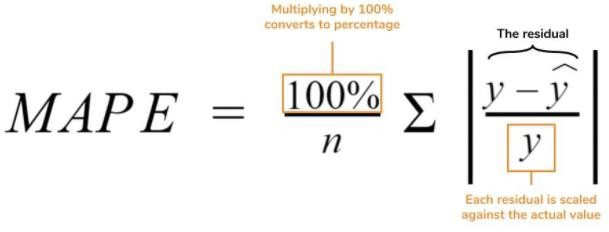 Multiplying by 100%
converts to percentage
The residual
MAPE = 100%/n Σ |y − ŷ / y|
Each residual is scaled
against the actual value